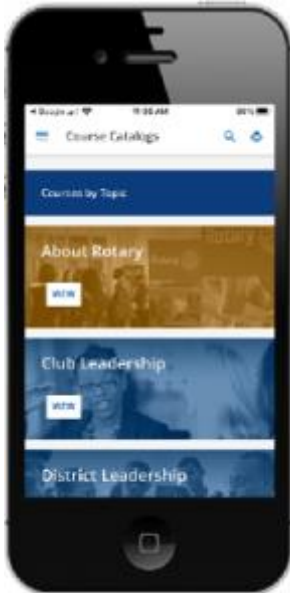 Course Catalogs
Courses by Topic
About Rotary
VIEW
Club Leadership
VIEW
District Leadership